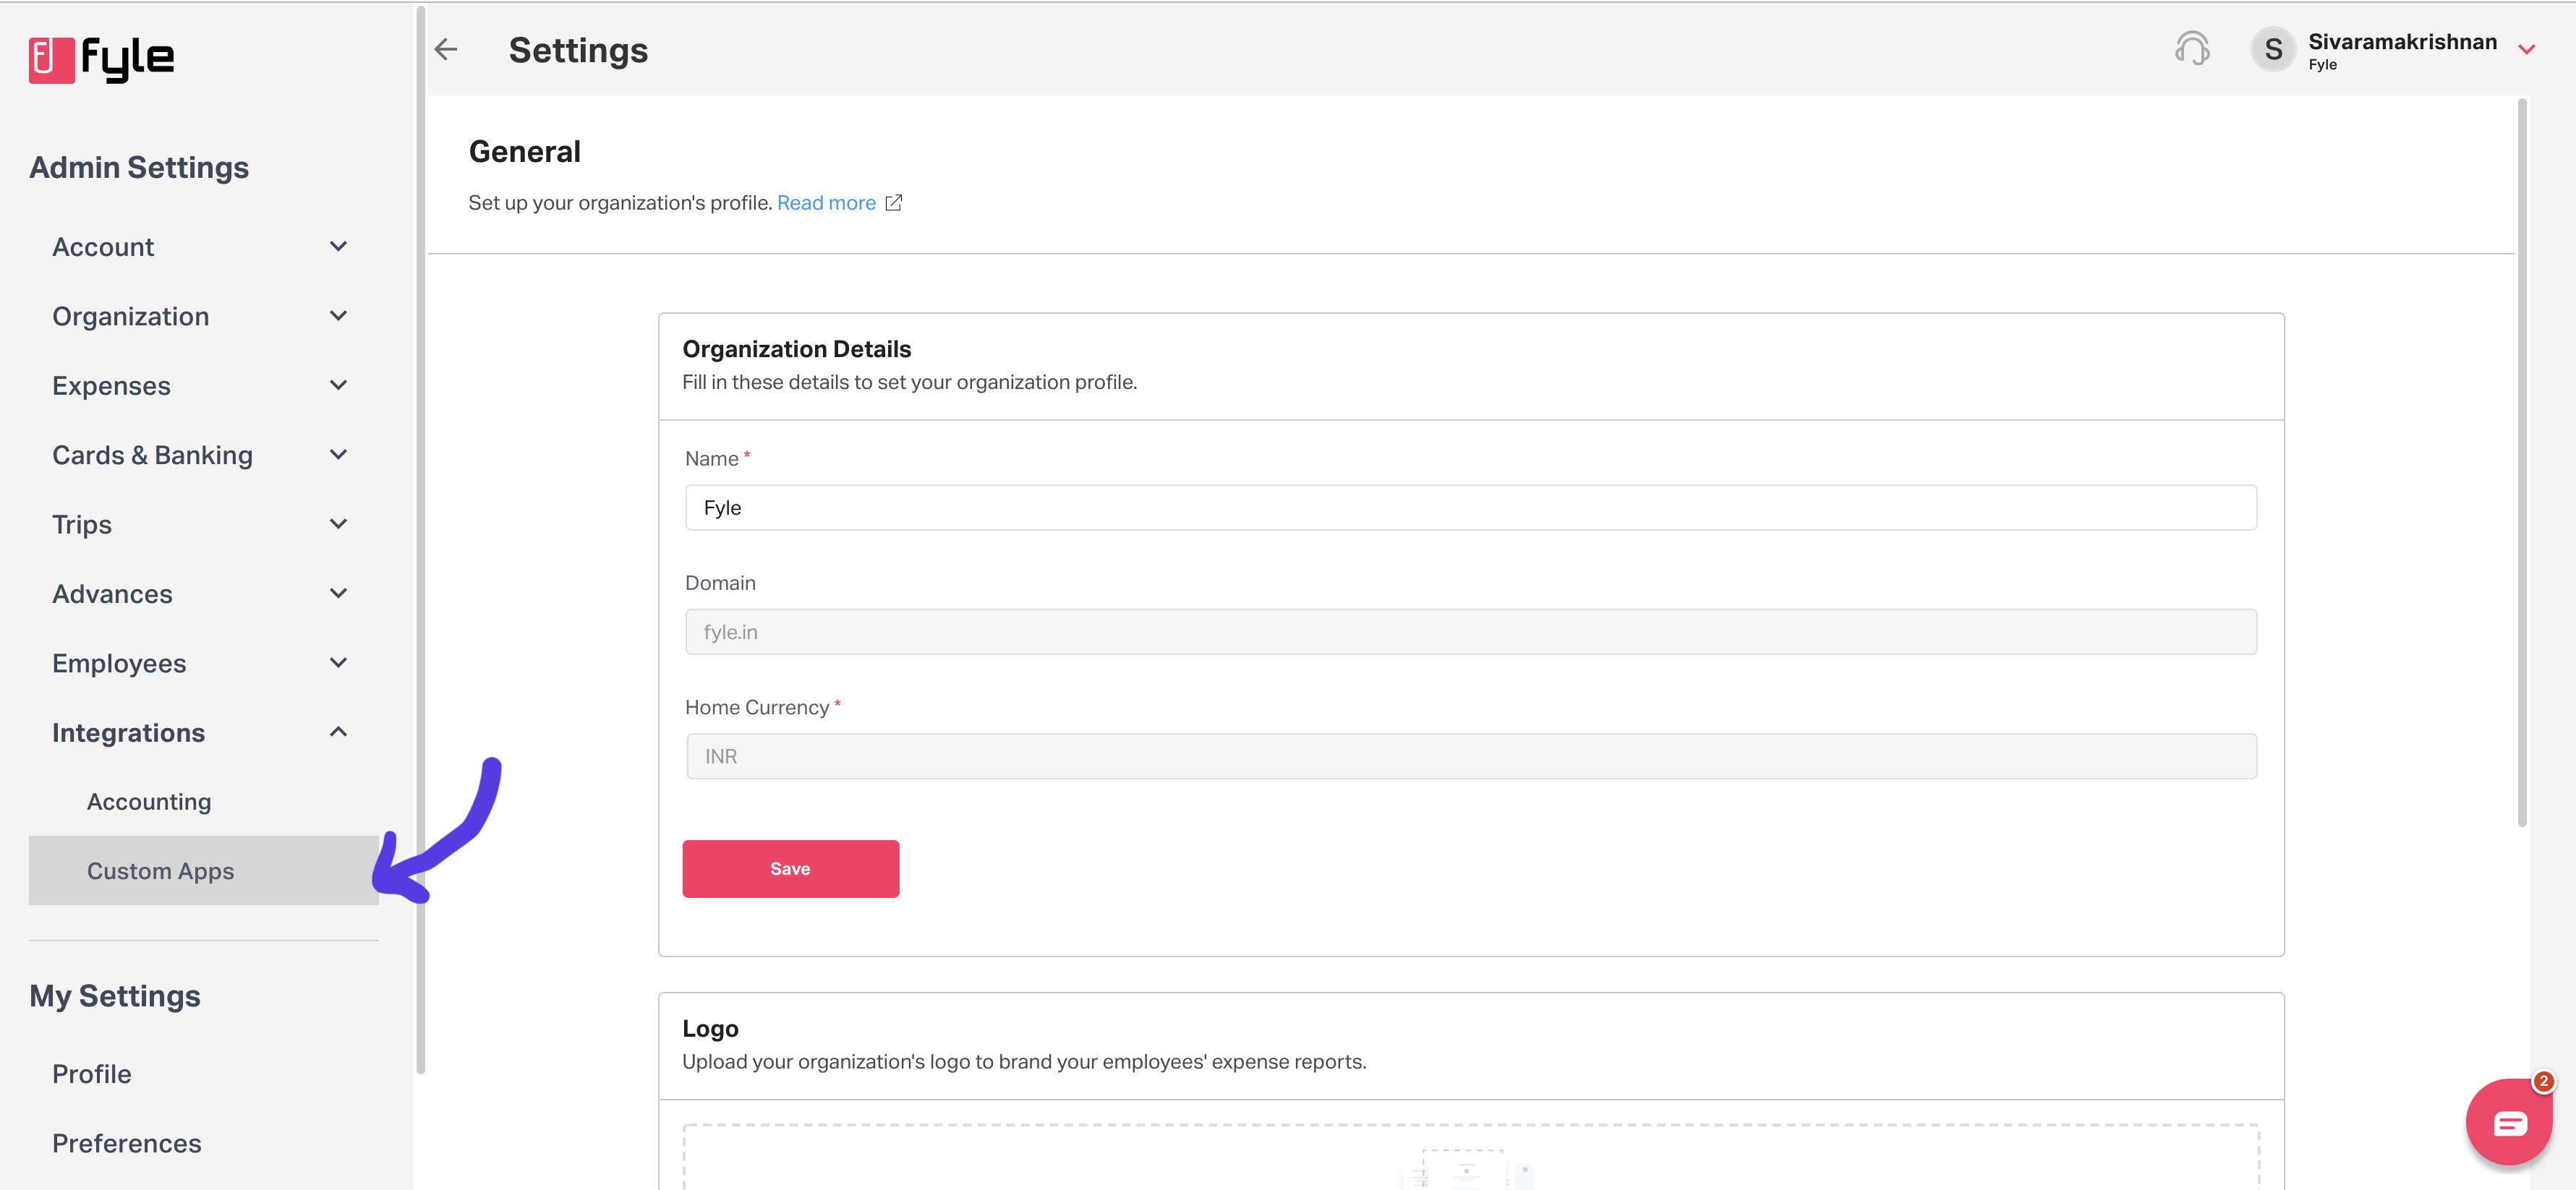 fyle
Settings
S
Sivaramakrishnan
Fyle
Admin Settings
Account
Organization
Expenses
Cards & Banking
Trips
Advances
Employees
Integrations
Accounting
Custom Apps
My Settings
Profile
Preferences
General
Set up your organization's profile. Read more
Organization Details
Fill in these details to set your organization profile.
Name *
Fyle
Domain
fyle.in
Home Currency *
INR
Save
Logo
Upload your organization's logo to brand your employees' expense reports.
2